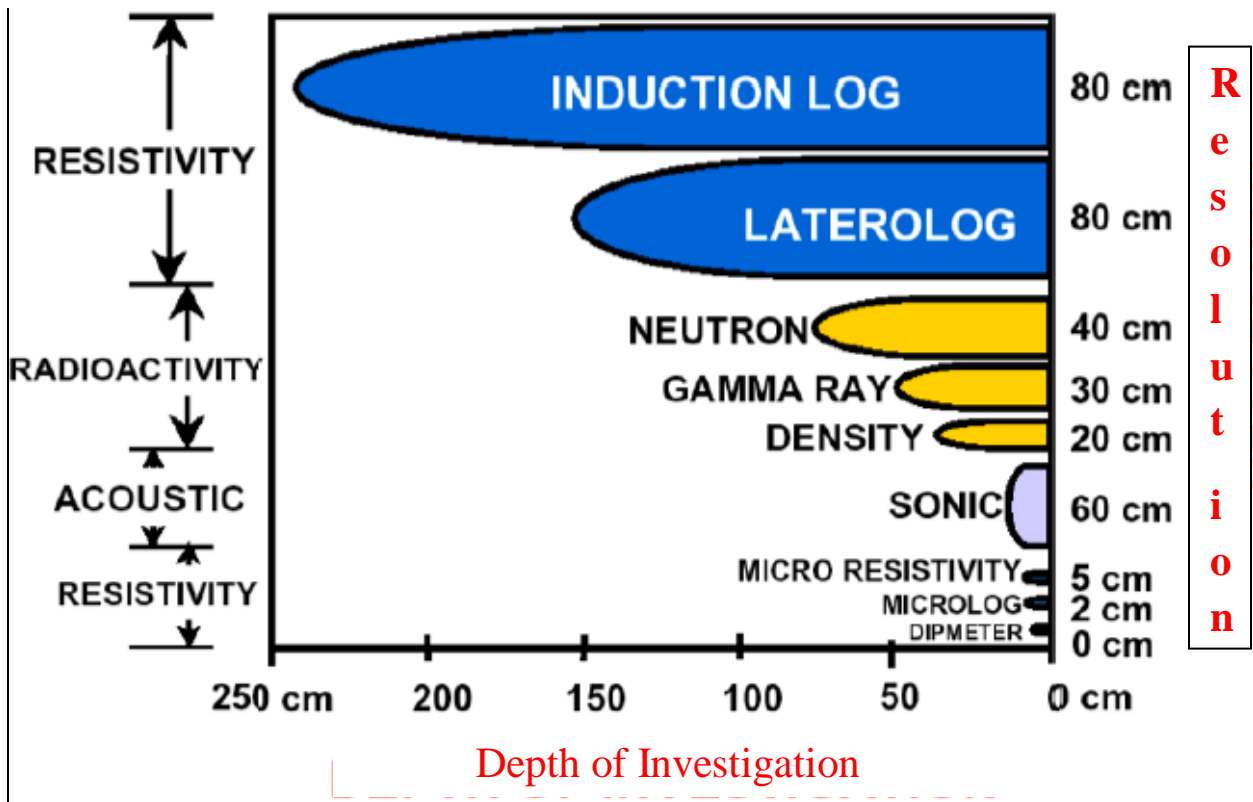 RESISTIVITY
RADIOACTIVITY
ACOUSTIC
RESISTIVITY
INDUCTION LOG
LATEROLOG
NEUTRON
GAMMA RAY
DENSITY
SONIC
MICRO RESISTIVITY
MICROLOG
DIPMETER
80 cm
80 cm
40 cm
30 cm
20 cm
60 cm
5 cm
2 cm
0 cm
Ressolution
250 cm 200 150 100 50 0 cm
Depth of Investigation